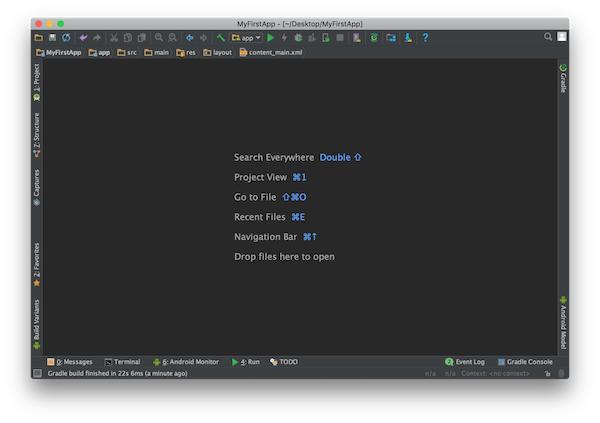 MyFirstApp - [~/Desktop/MyFirstApp]
app
MyFirstApp app src main res layout content_main.xml
1: Project
7: Structure
Captures
2: Favorites
Build Variants
Search Everywhere Double ⇧
Project View ⌘1
Go to File ⇧⌘O
Recent Files ⌘E
Navigation Bar ⌘↑
Drop files here to open
Gradle
Android Model
0: Messages Terminal 6: Android Monitor 4: Run TODO 2 Event Log Gradle Console
Gradle build finished in 22s 6ms (a minute ago) n/a n/a Context: <no context>